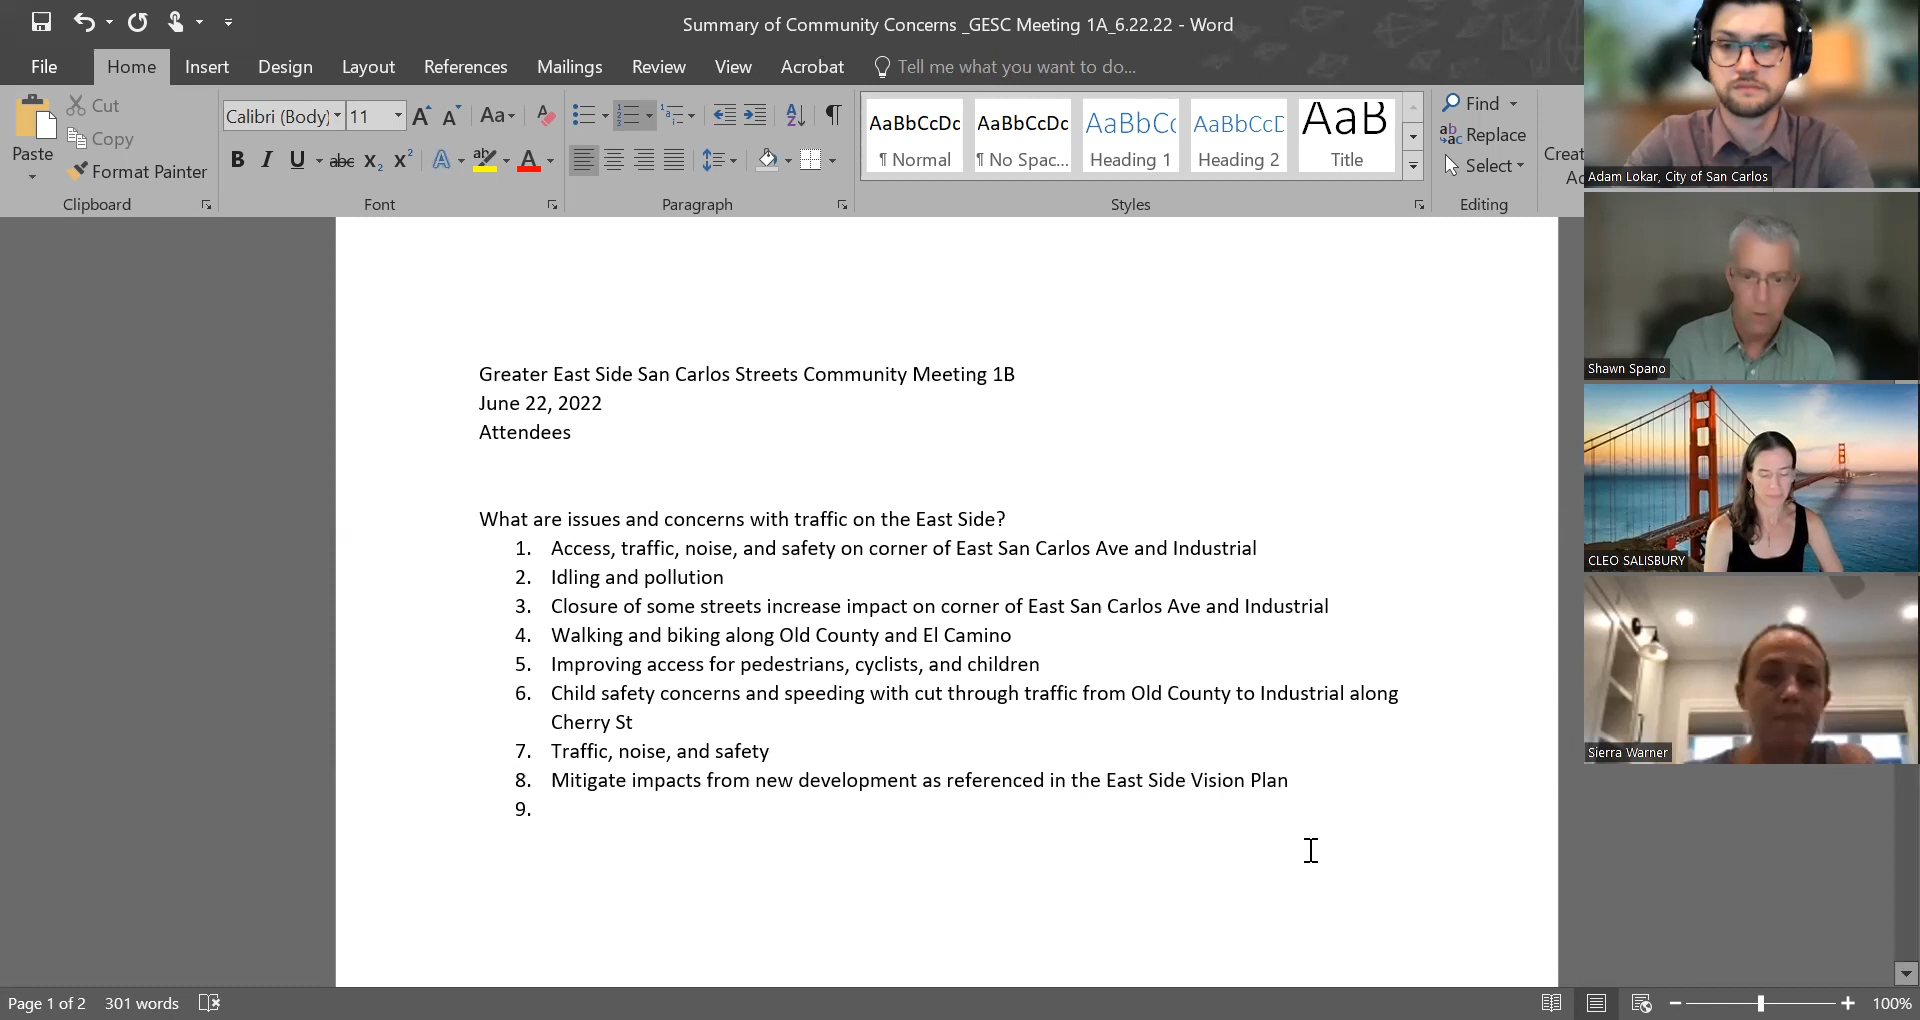 Summary of Community Concerns _GESC Meeting 1A_6.22.22 - Word
File Home Insert Design Layout References Mailings Review View Acrobat Tell me what you want to do...
Paste
Cut
Copy
Format Painter
Clipboard
Calibri (Body) 11
Aa
B I U abc X₂ X² A ab A
Font
Paragraph
AaBbCcDc AaBbCcDc AaBbCc AaBbCcD AaB
¶ Normal ¶ No Spac... Heading 1 Heading 2 Title
Styles
Find
Replace
Select
Editing
Creat
Ac
Adam Lokar, City of San Carlos
Shawn Spano
CLEO SALISBURY
Sierra Warner
Greater East Side San Carlos Streets Community Meeting 1B
June 22, 2022
Attendees
What are issues and concerns with traffic on the East Side?
1. Access, traffic, noise, and safety on corner of East San Carlos Ave and Industrial
2. Idling and pollution
3. Closure of some streets increase impact on corner of East San Carlos Ave and Industrial
4. Walking and biking along Old County and El Camino
5. Improving access for pedestrians, cyclists, and children
6. Child safety concerns and speeding with cut through traffic from Old County to Industrial along
Cherry St
7. Traffic, noise, and safety
8. Mitigate impacts from new development as referenced in the East Side Vision Plan
9.
Page 1 of 2 301 words 100%